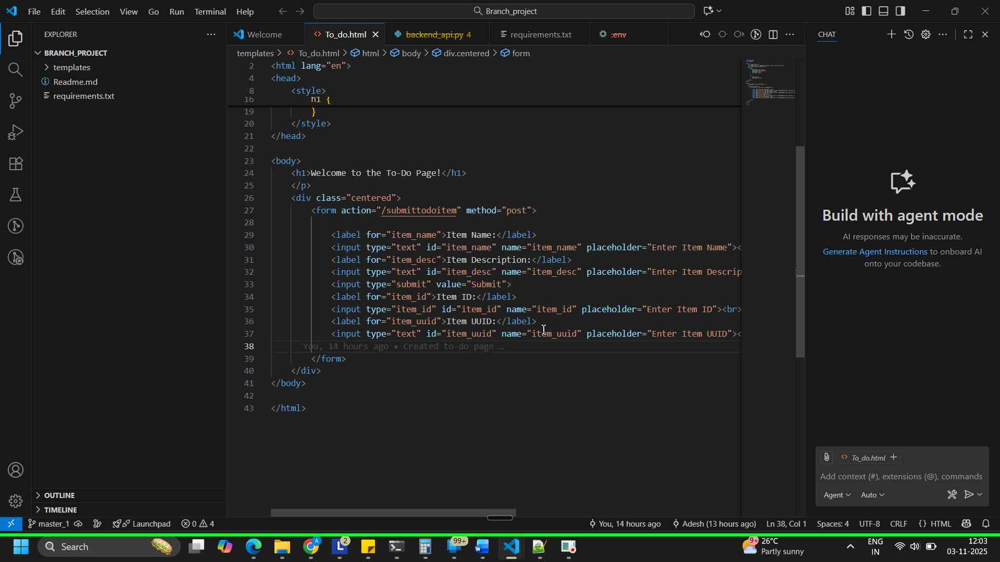 File Edit Selection View Go Run Terminal Help
Branch_project
EXPLORER
BRANCH_PROJECT
templates
Readme.md
requirements.txt
OUTLINE
TIMELINE
Welcome
To_do.html
backend_api.py 4
requirements.txt
.env
templates > To_do.html > html > body > div.centered > form
2 <html lang="en">
4 <head>
8 <style>
16 h1 {
19 }
20 </style>
21 </head>
22
23 <body>
24 <h1>Welcome to the To-Do Page!</h1>
25 </p>
26 <div class="centered">
27 <form action="/submittodoitem" method="post">
28
29 <label for="item_name">Item Name:</label>
30 <input type="text" id="item_name" name="item_name" placeholder="Enter Item Name"><
31 <label for="item_desc">Item Description:</label>
32 <input type="text" id="item_desc" name="item_desc" placeholder="Enter Item Descrip
33 <input type="submit" value="Submit">
34 <label for="item_id">Item ID:</label>
35 <input type="item_id" id="item_id" name="item_id" placeholder="Enter Item ID"><br>
36 <label for="item_uuid">Item UUID:</label>
37 <input type="text" id="item_uuid" name="item_uuid" placeholder="Enter Item UUID"><
38 You, 14 hours ago • Created to-do page …
39 </form>
40 </div>
41 </body>
42
43 </html>
CHAT
Build with agent mode
AI responses may be inaccurate.
Generate Agent Instructions to onboard AI
onto your codebase.
To_do.html
Add context (#), extensions (@), commands
Agent
Auto
master_1
Launchpad
0
4
You, 14 hours ago
Adesh (13 hours ago)
Ln 38, Col 1
Spaces: 4
UTF-8
CRLF
{} HTML
Search
A
L
2
99+
W
9+
26°C
Partly sunny
ENG
IN
12:03
03-11-2025